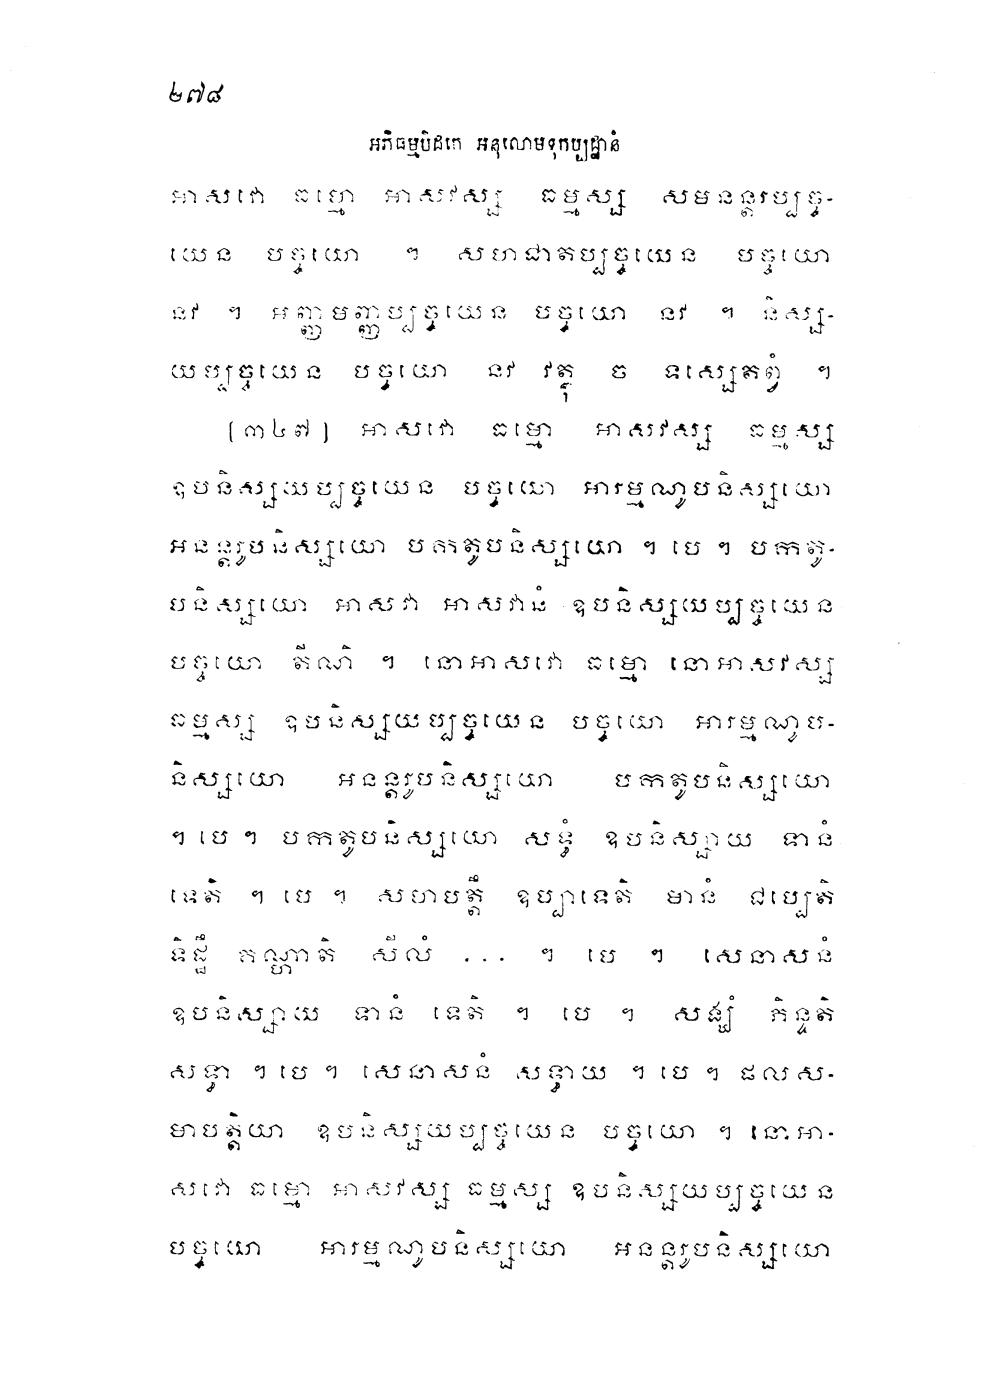 ២៧៨
អភិធម្មបិដកេ អនុលោមទុកប្បដ្ឋានំ
អាសវោ ធម្មោ អាសវស្ស ធម្មស្ស សមនន្តរប្បច្ច-
យេន បច្ចយោ ។ សហជាតប្បច្ចយេន បច្ចយោ
នវ ។ អញ្ញមញ្ញប្បច្ចយេន បច្ចយោ នវ ។ និស្ស-
យប្បច្ចយេន បច្ចយោ នវ វត្ថុ ច ទស្សេតព្វំ ។
[៣៤៧] អាសវោ ធម្មោ អាសវស្ស ធម្មស្ស
ឧបនិស្សយប្បច្ចយេន បច្ចយោ អារម្មណូបនិស្សយោ
អនន្តរូបនិស្សយោ បកតូបនិស្សយោ ។ បេ ។ បកតូ-
បនិស្សយោ អាសវា អាសវានំ ឧបនិស្សយប្បច្ចយេន
បច្ចយោ តីណិ ។ នោអាសវោ ធម្មោ នោអាសវស្ស
ធម្មស្ស ឧបនិស្សយប្បច្ចយេន បច្ចយោ អារម្មណូប-
និស្សយោ អនន្តរូបនិស្សយោ បកតូបនិស្សយោ
។ បេ ។ បកតូបនិស្សយោ សទ្ធំ ឧបនិស្សាយ ទានំ
ទេតិ ។ បេ ។ សមាបត្តឹ ឧប្បាទេតិ មានំ ជប្បេតិ
ទិដ្ឋឹ គណ្ហាតិ សីលំ ... ។ បេ ។ សេនាសនំ
ឧបនិស្សាយ ទានំ ទេតិ ។ បេ ។ សង្ឃំ ភិន្ទតិ
សទ្ធា ។ បេ ។ សេនាសនំ សទ្ធាយ ។ បេ ។ ផលស-
មាបត្តិយា ឧបនិស្សយប្បច្ចយេន បច្ចយោ ។ នោអា-
សវោ ធម្មោ អាសវស្ស ធម្មស្ស ឧបនិស្សយប្បច្ចយេន
បច្ចយោ អារម្មណូបនិស្សយោ អនន្តរូបនិស្សយោ